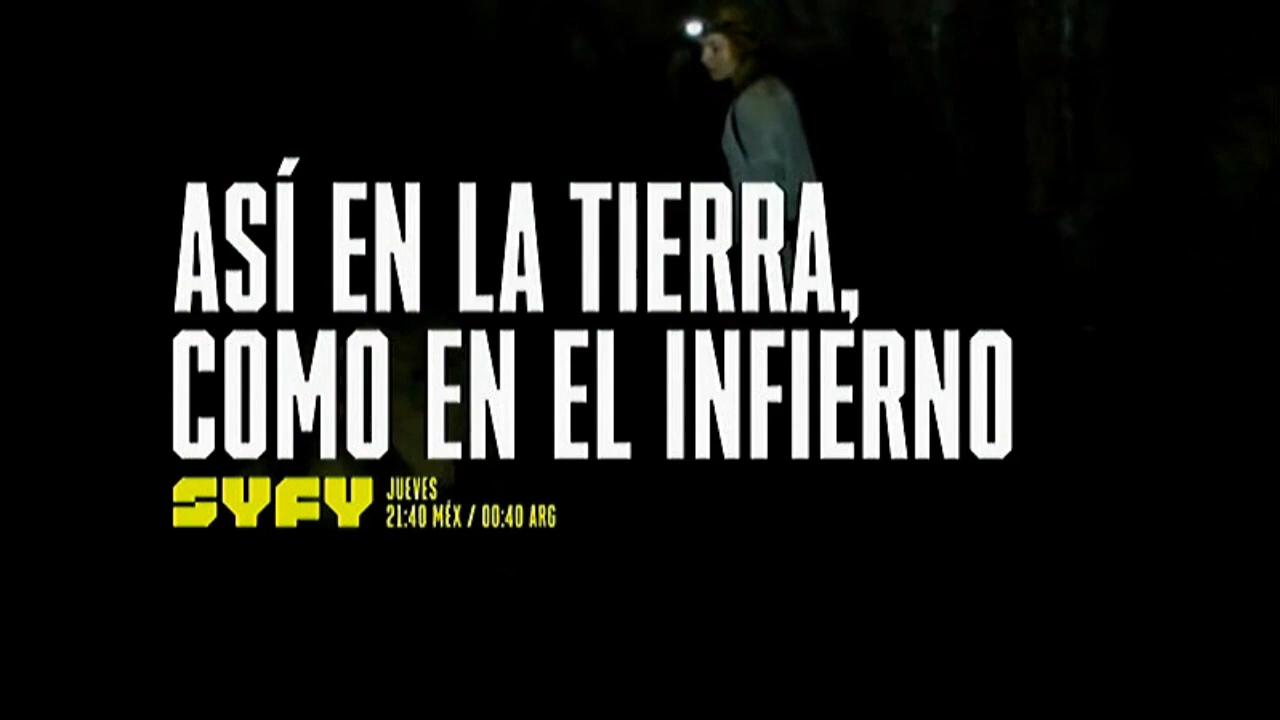 ASÍ EN LA TIERRA,
COMO EN EL INFIERNO
SYFY JUEVES
21:40 MÉX / 00:40 ARG